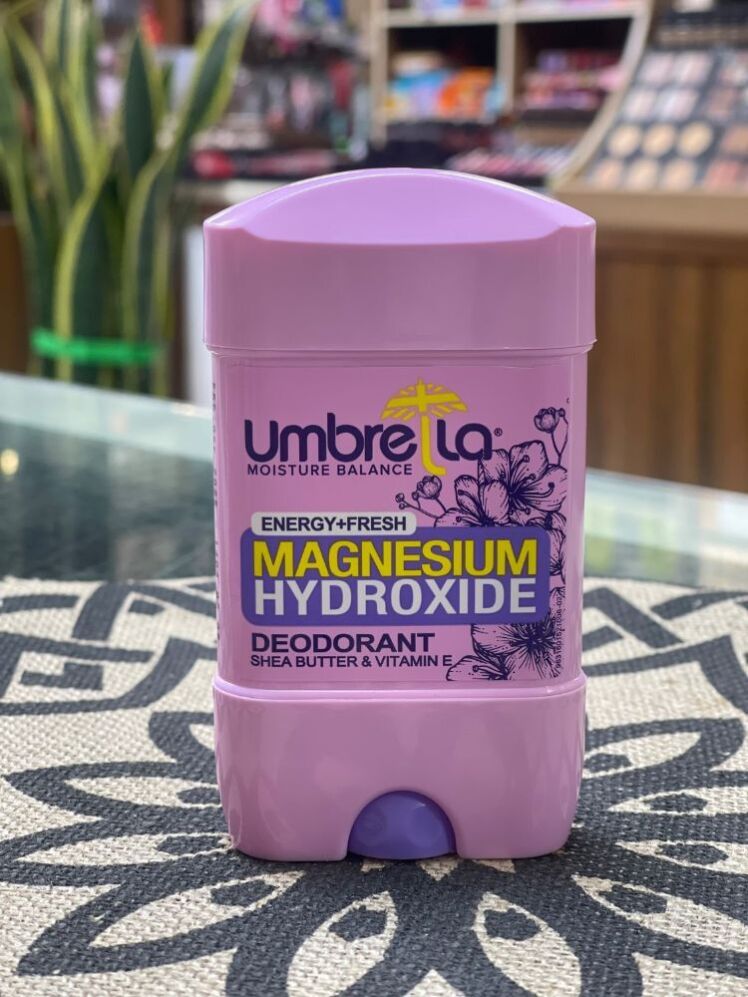 Umbrella®
MOISTURE BALANCE
ENERGY+FRESH
MAGNESIUM
HYDROXIDE
DEODORANT
SHEA BUTTER & VITAMIN E